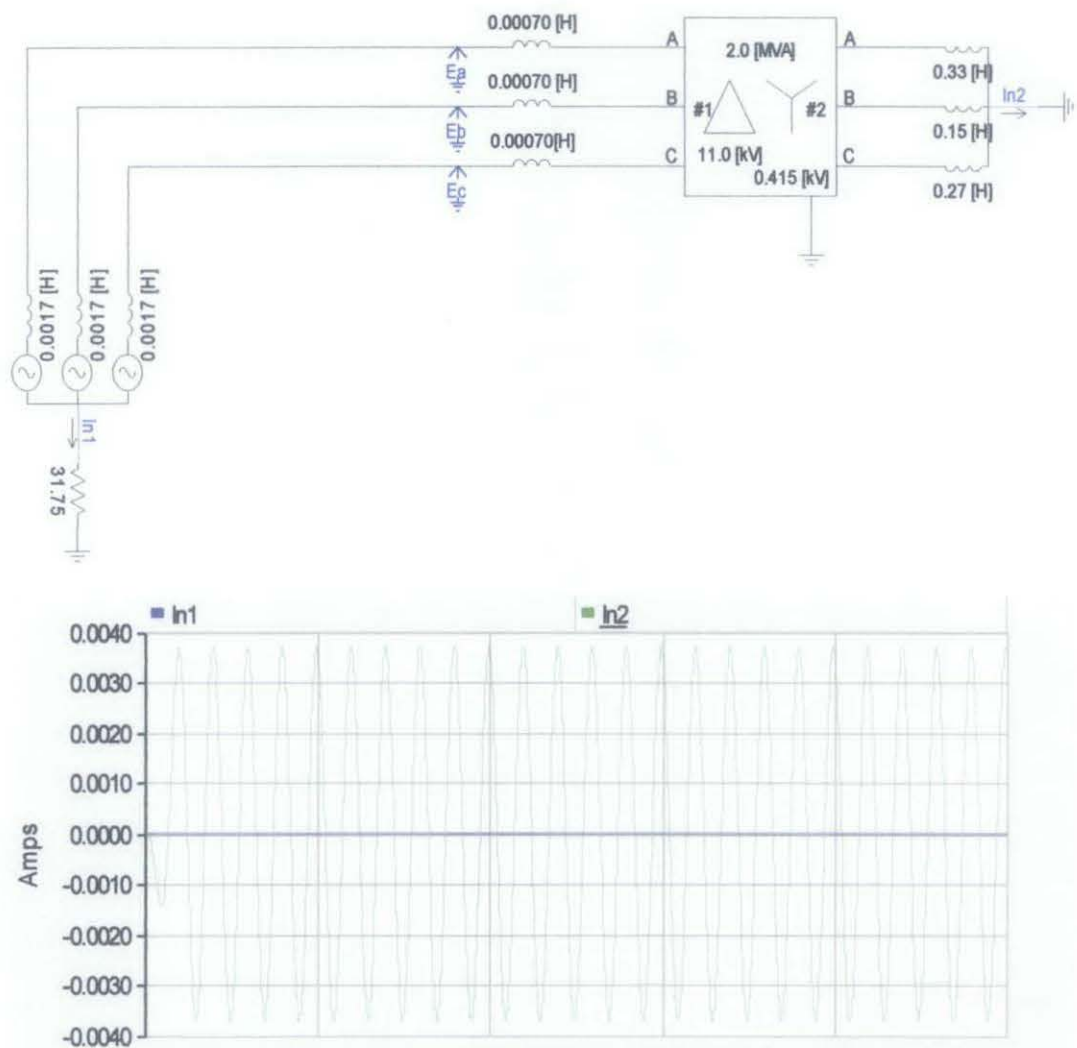 0.00070 [H]
A
A
2.0 [MVA]
Ea
0.33 [H]
0.00070 [H]
B
#1
#2
B
In2
Eb
0.15 [H]
0.00070[H]
C
11.0 [kV]
C
0.415 [kV]
Ec
0.27 [H]
0.0017 [H]
0.0017 [H]
0.0017 [H]
In1
31.75
In1
In2
0.0040
0.0030
0.0020
0.0010
0.0000
-0.0010
-0.0020
-0.0030
-0.0040
Amps